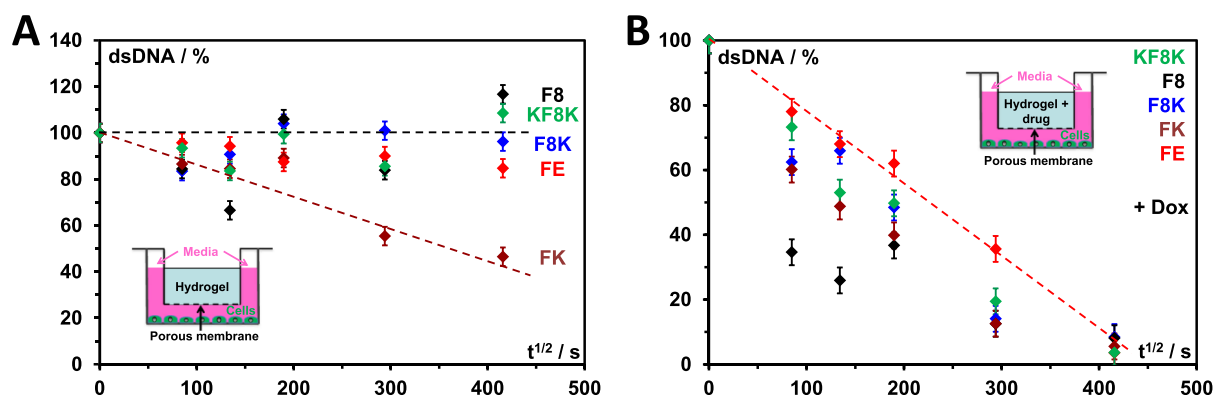 A
140
120
100
80
60
40
20
0
0
100
200
300
400
500
dsDNA / %
t1/2 / s
F8
KF8K
F8K
FE
FK
Media
Hydrogel
Cells
Porous membrane
B
100
80
60
40
20
0
0
100
200
300
400
500
dsDNA / %
t1/2 / s
Media
Hydrogel +
drug
Cells
Porous membrane
KF8K
F8
F8K
FK
FE
+ Dox